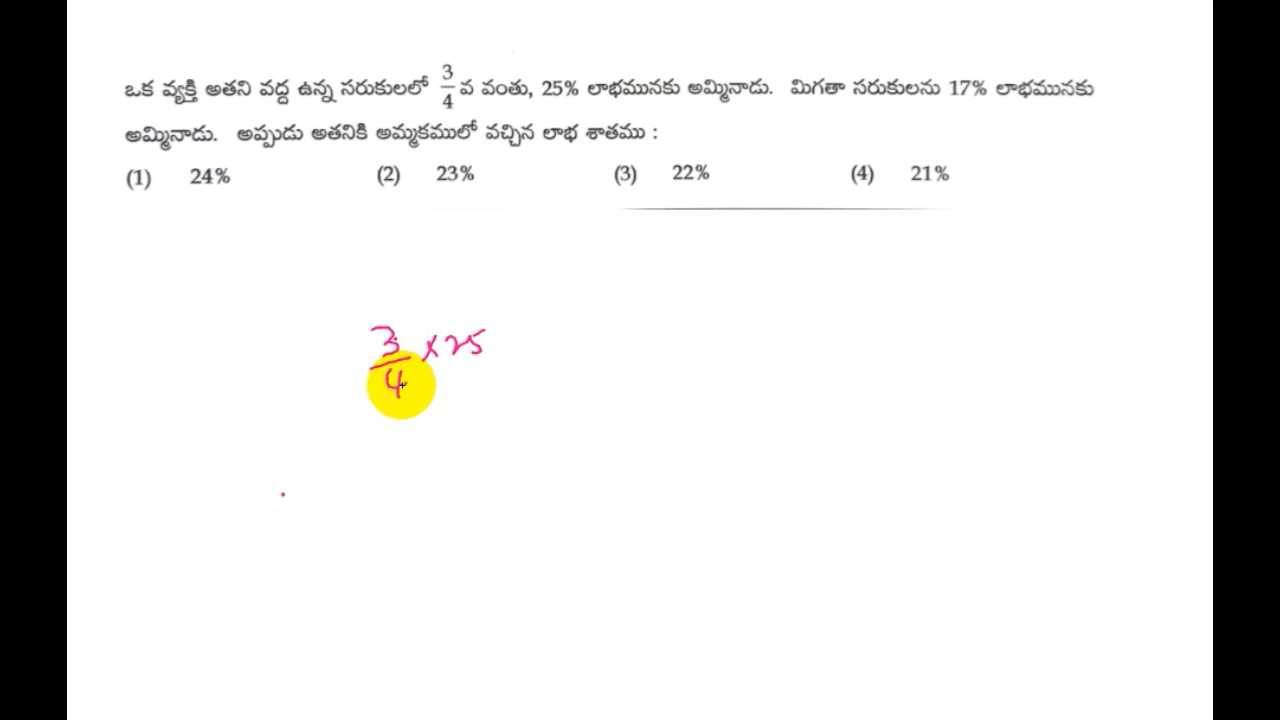 ఒక వ్యక్తి అతని వద్ద ఉన్న సరుకులలో 3/4 వ వంతు, 25% లాభమునకు అమ్మినాడు. మిగతా సరుకులను 17% లాభమునకు
అమ్మినాడు. అప్పుడు అతనికి అమ్మకములో వచ్చిన లాభ శాతము :
(1) 24% (2) 23% (3) 22% (4) 21%
3/4 × 25